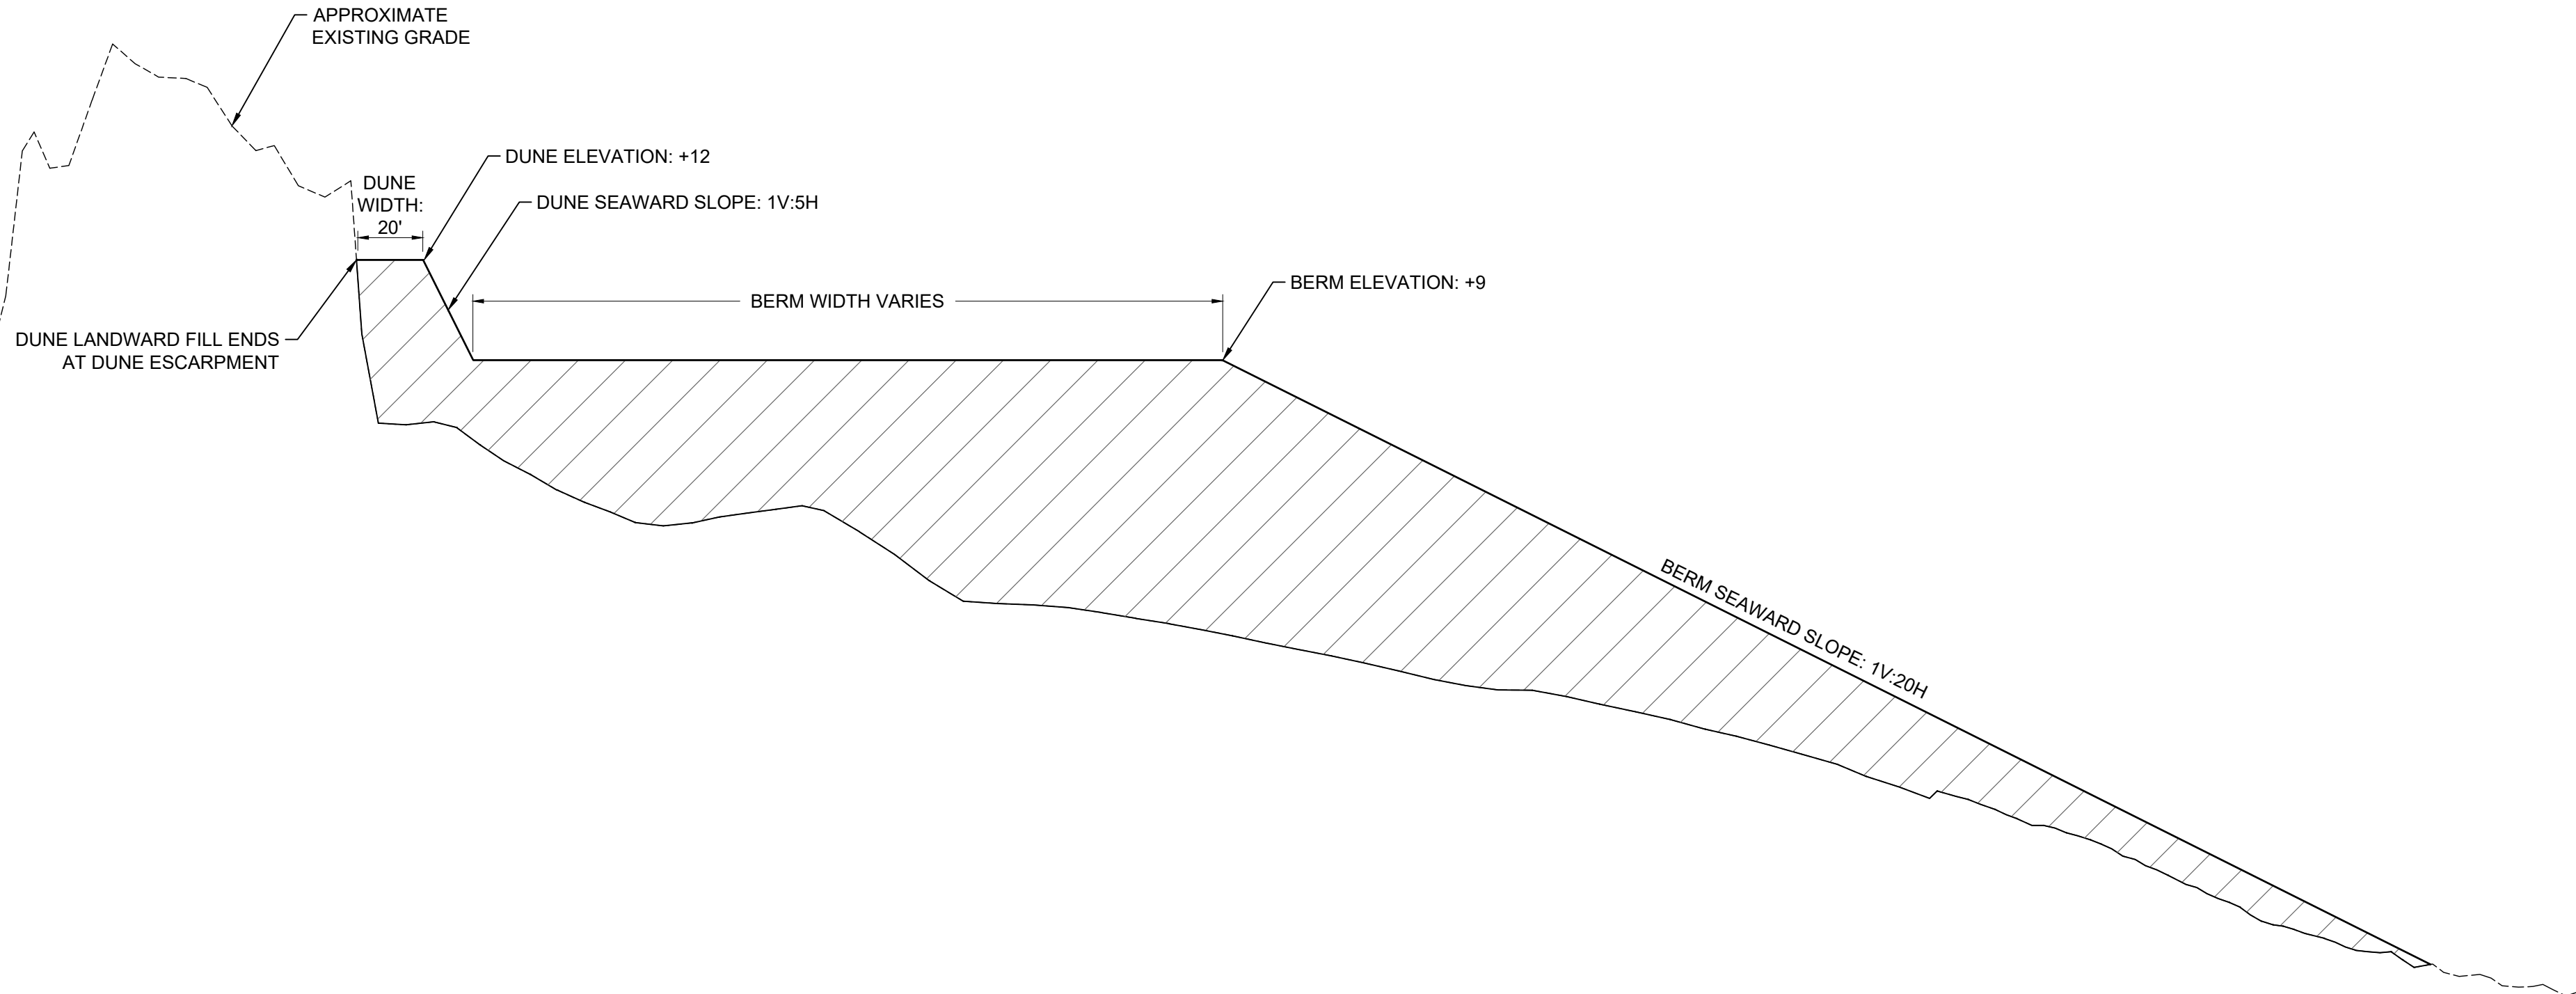 APPROXIMATE
EXISTING GRADE
DUNE ELEVATION: +12
DUNE
WIDTH:
20'
DUNE SEAWARD SLOPE: 1V:5H
BERM ELEVATION: +9
BERM WIDTH VARIES
DUNE LANDWARD FILL ENDS
AT DUNE ESCARPMENT
BERM SEAWARD SLOPE: 1V:20H